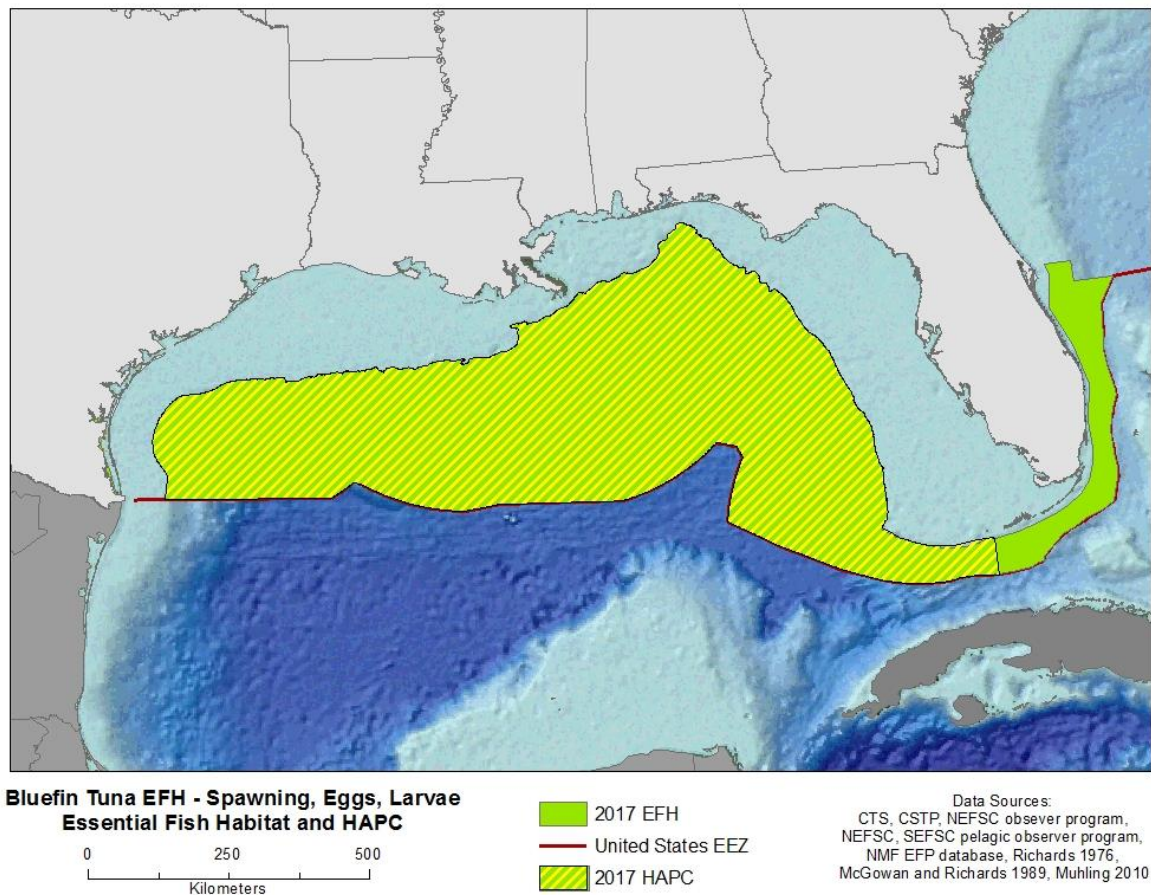 Bluefin Tuna EFH - Spawning, Eggs, Larvae
Essential Fish Habitat and HAPC
0 250 500
Kilometers
2017 EFH
United States EEZ
2017 HAPC
Data Sources:
CTS, CSTP, NEFSC obsever program,
NEFSC, SEFSC pelagic observer program,
NMF EFP database, Richards 1976,
McGowan and Richards 1989, Muhling 2010